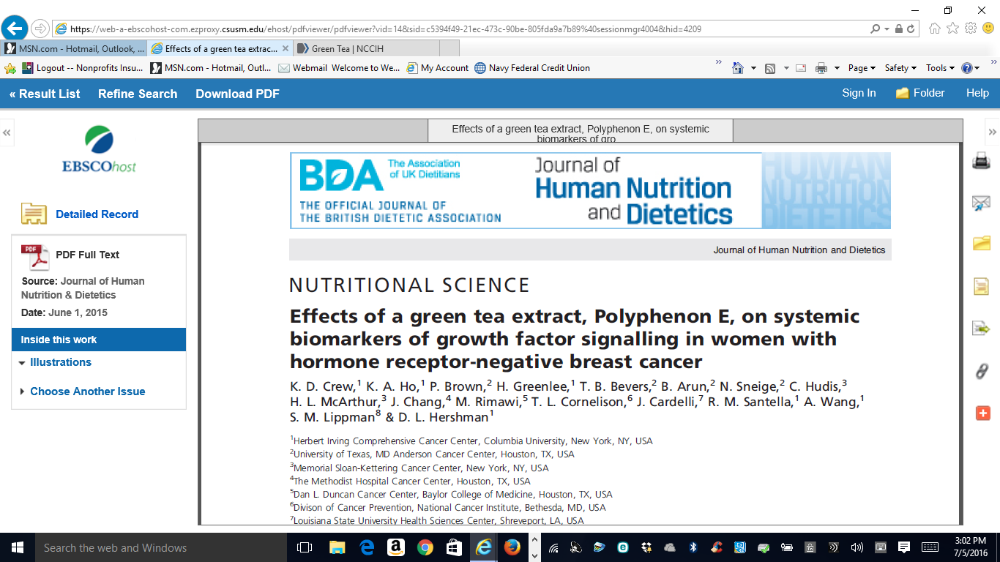 https://web-a-ebscohost-com.ezproxy.csusm.edu/ehost/pdfviewer/pdfviewer?vid=14&sid=c5394f49-21ec-473c-90be-805fda9a7b89%40sessionmgr4004&hid=4209
MSN.com - Hotmail, Outlook, ...
Effects of a green tea extrac...
Green Tea | NCCIH
Logout -- Nonprofits Insu...
MSN.com - Hotmail, Outl...
Webmail Welcome to We...
My Account
Navy Federal Credit Union
Page
Safety
Tools
« Result List
Refine Search
Download PDF
Sign In
Folder
Help
EBSCOhost
Detailed Record
PDF
PDF Full Text
Source: Journal of Human
Nutrition & Dietetics
Date: June 1, 2015
Inside this work
Illustrations
Choose Another Issue
Effects of a green tea extract, Polyphenon E, on systemic
biomarkers of gro
BDA
The Association
of UK Dietitians
THE OFFICIAL JOURNAL OF
THE BRITISH DIETETIC ASSOCIATION
Journal of
Human Nutrition
and Dietetics
HUMAN
NUTRITION
DIETETICS
Journal of Human Nutrition and Dietetics
NUTRITIONAL SCIENCE
Effects of a green tea extract, Polyphenon E, on systemic
biomarkers of growth factor signalling in women with
hormone receptor-negative breast cancer
K. D. Crew,¹ K. A. Ho,¹ P. Brown,² H. Greenlee,¹ T. B. Bevers,² B. Arun,² N. Sneige,² C. Hudis,³
H. L. McArthur,³ J. Chang,⁴ M. Rimawi,⁵ T. L. Cornelison,⁶ J. Cardelli,⁷ R. M. Santella,¹ A. Wang,¹
S. M. Lippman⁸ & D. L. Hershman¹
¹Herbert Irving Comprehensive Cancer Center, Columbia University, New York, NY, USA
²University of Texas, MD Anderson Cancer Center, Houston, TX, USA
³Memorial Sloan-Kettering Cancer Center, New York, NY, USA
⁴The Methodist Hospital Cancer Center, Houston, TX, USA
⁵Dan L. Duncan Cancer Center, Baylor College of Medicine, Houston, TX, USA
⁶Divison of Cancer Prevention, National Cancer Institute, Bethesda, MD, USA
⁷Louisiana State University Health Sciences Center, Shreveport, LA, USA
Search the web and Windows
3:02 PM
7/5/2016